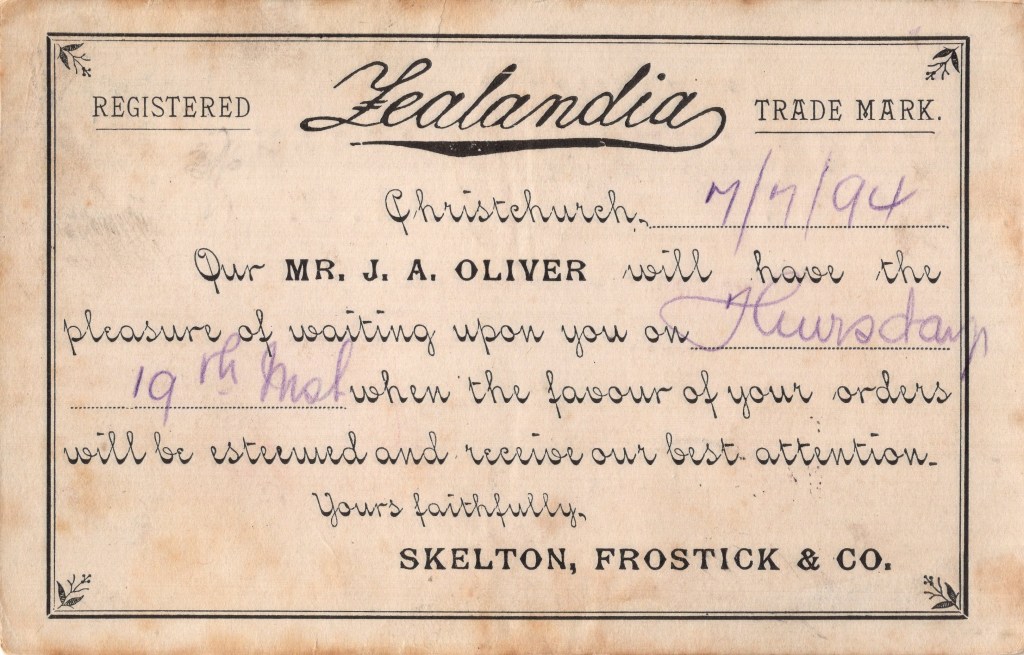 REGISTERED Zealandia TRADE MARK.
Christchurch, 7/7/94
Our MR. J. A. OLIVER will have the
pleasure of waiting upon you on Thursday
19th Inst when the favour of your orders
will be esteemed and receive our best attention.
Yours faithfully,
SKELTON, FROSTICK & CO.